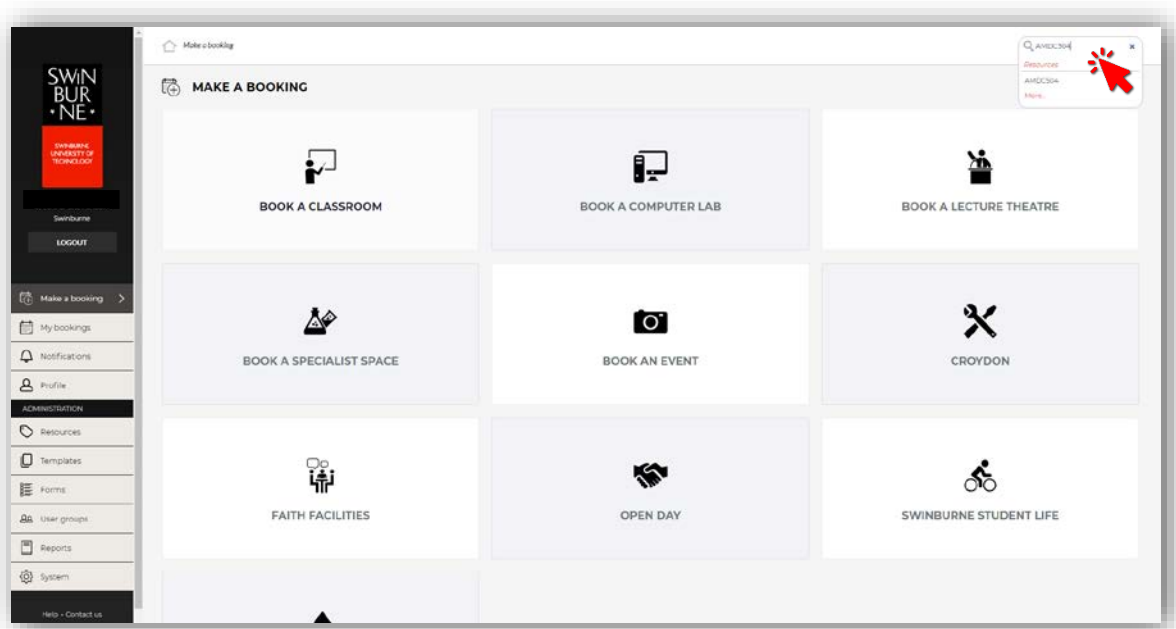 Make a booking
AMDC504
Resources
AMDC504
More...
SWIN
BUR
• NE •
SWINBURNE
UNIVERSITY OF
TECHNOLOGY
Swinburne
LOGOUT
Make a booking
My bookings
Notifications
Profile
ADMINISTRATION
Resources
Templates
Forms
User groups
Reports
System
Help - Contact us
MAKE A BOOKING
BOOK A CLASSROOM
BOOK A COMPUTER LAB
BOOK A LECTURE THEATRE
BOOK A SPECIALIST SPACE
BOOK AN EVENT
CROYDON
FAITH FACILITIES
OPEN DAY
SWINBURNE STUDENT LIFE